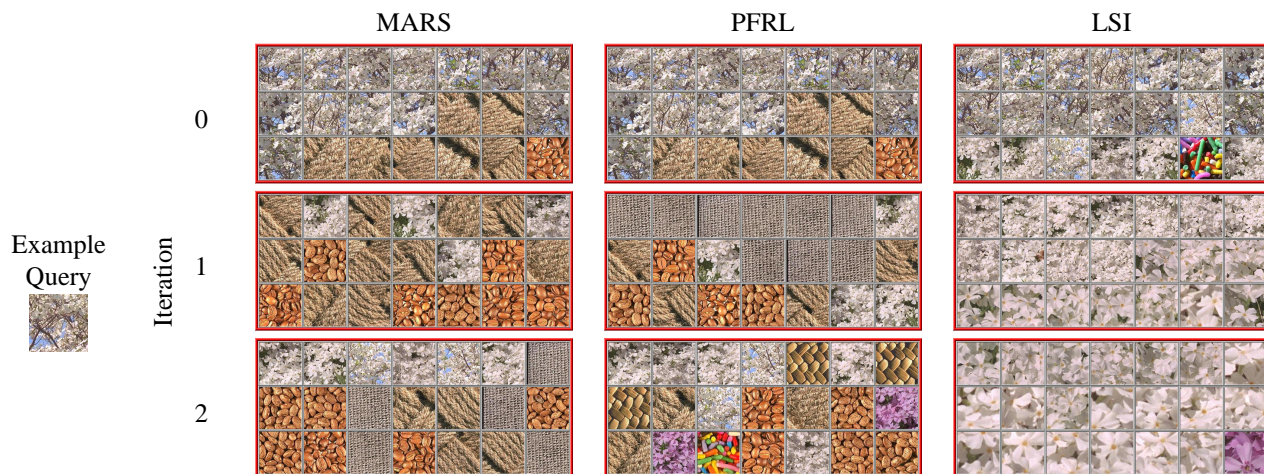 MARS PFRL LSI
0
1
2
Iteration
Example
Query